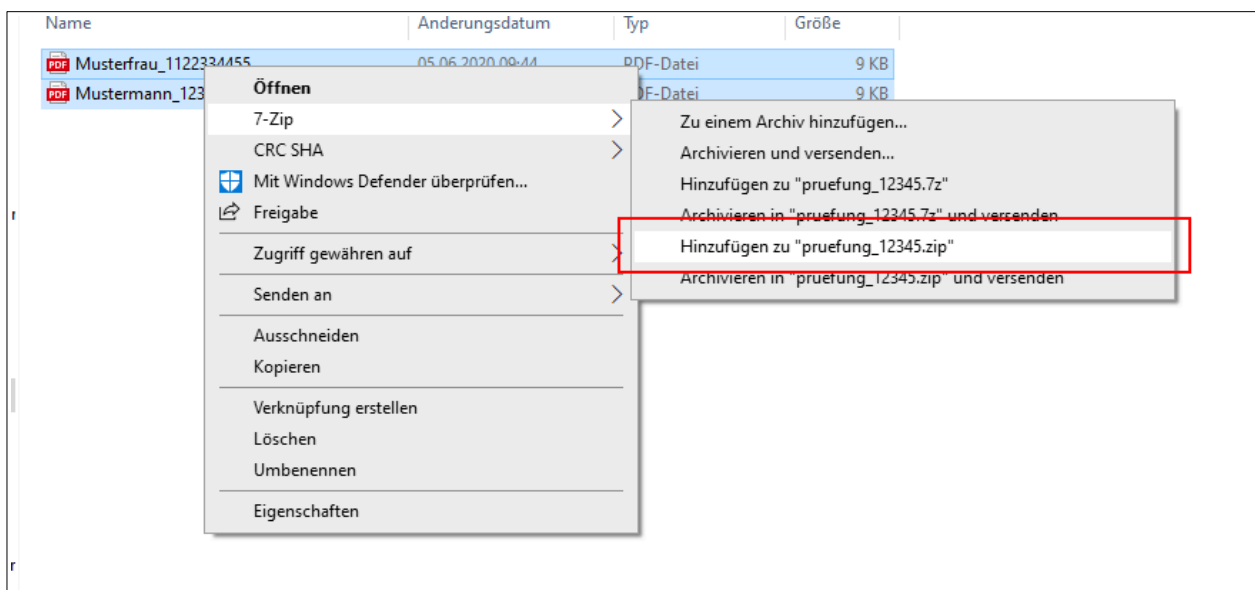 Name Änderungsdatum Typ Größe
PDF Musterfrau_1122334455 05.06.2020 09:44 PDF-Datei 9 KB
PDF Mustermann_123 DF-Datei 9 KB
Öffnen
7-Zip
CRC SHA
Mit Windows Defender überprüfen...
Freigabe
Zugriff gewähren auf
Senden an
Ausschneiden
Kopieren
Verknüpfung erstellen
Löschen
Umbenennen
Eigenschaften
Zu einem Archiv hinzufügen...
Archivieren und versenden...
Hinzufügen zu "pruefung_12345.7z"
Archivieren in "pruefung_12345.7z" und versenden
Hinzufügen zu "pruefung_12345.zip"
Archivieren in "pruefung_12345.zip" und versenden